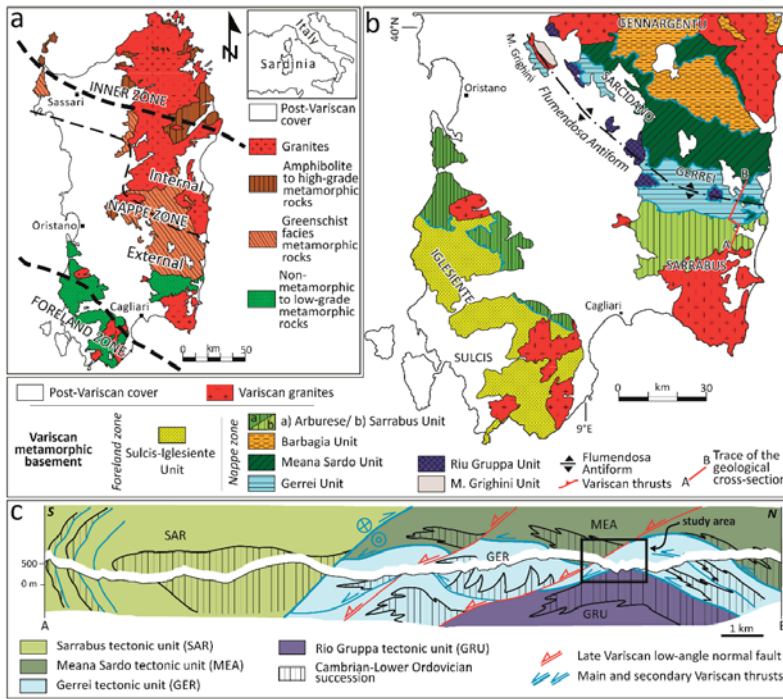 a
N
Italy
Sardinia
INNER ZONE
Sassari
Internal
NAPPE ZONE
External
Oristano
Cagliari
FORELAND ZONE
0 km 50
Post-Variscan
cover
Granites
Amphibolite
to high-grade
metamorphic
rocks
Greenschist
facies
metamorphic
rocks
Non-
metamorphic
to low-grade
metamorphic
rocks
b
40°N
GENNARGENTU
M. Grighini
SARCIDANO
Oristano
Flumendosa Antiform
GERREI
B
A
SARRABUS
IGLESIENTE
Cagliari
SULCIS
0 km 30
9°E
Post-Variscan cover
Variscan granites
Variscan
metamorphic
basement
Foreland zone
Sulcis-Iglesiente
Unit
Nappe zone
a
b
a) Arburese/ b) Sarrabus Unit
Barbagia Unit
Meana Sardo Unit
Gerrei Unit
Riu Gruppa Unit
M. Grighini Unit
Flumendosa
Antiform
Variscan thrusts
B
A
Trace of the
geological
cross-section
c
S
N
SAR
MEA
study area
GER
GRU
500
0 m
A
1 km
Sarrabus tectonic unit (SAR)
Meana Sardo tectonic unit (MEA)
Gerrei tectonic unit (GER)
Rio Gruppa tectonic unit (GRU)
Cambrian-Lower Ordovician
succession
Late Variscan low-angle normal fault
Main and secondary Variscan thrusts